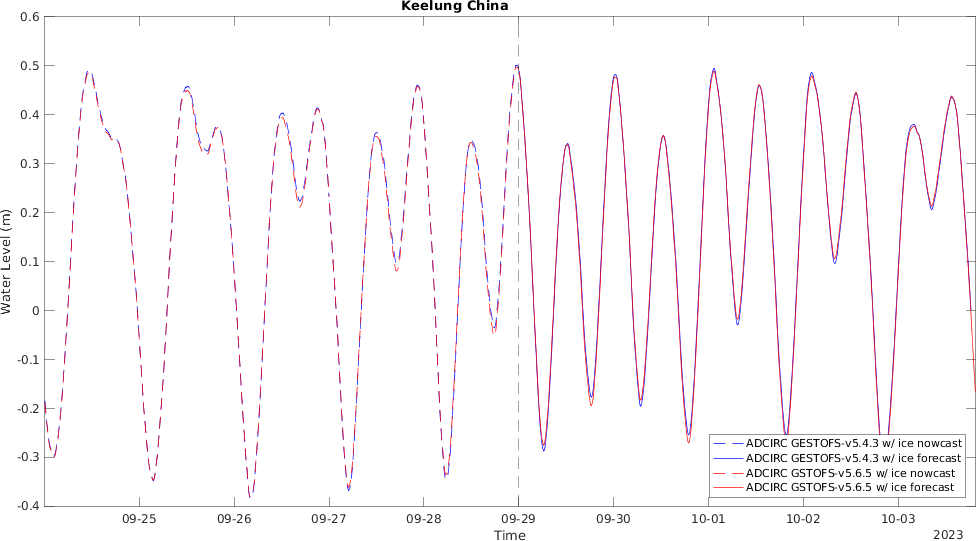 Keelung China
0.6
0.5
0.4
0.3
0.2
0.1
0
-0.1
-0.2
-0.3
-0.4
Water Level (m)
09-25 09-26 09-27 09-28 09-29 09-30 10-01 10-02 10-03
Time
2023
ADCIRC GESTOFS-v5.4.3 w/ ice nowcast
ADCIRC GESTOFS-v5.4.3 w/ ice forecast
ADCIRC GSTOFS-v5.6.5 w/ ice nowcast
ADCIRC GSTOFS-v5.6.5 w/ ice forecast